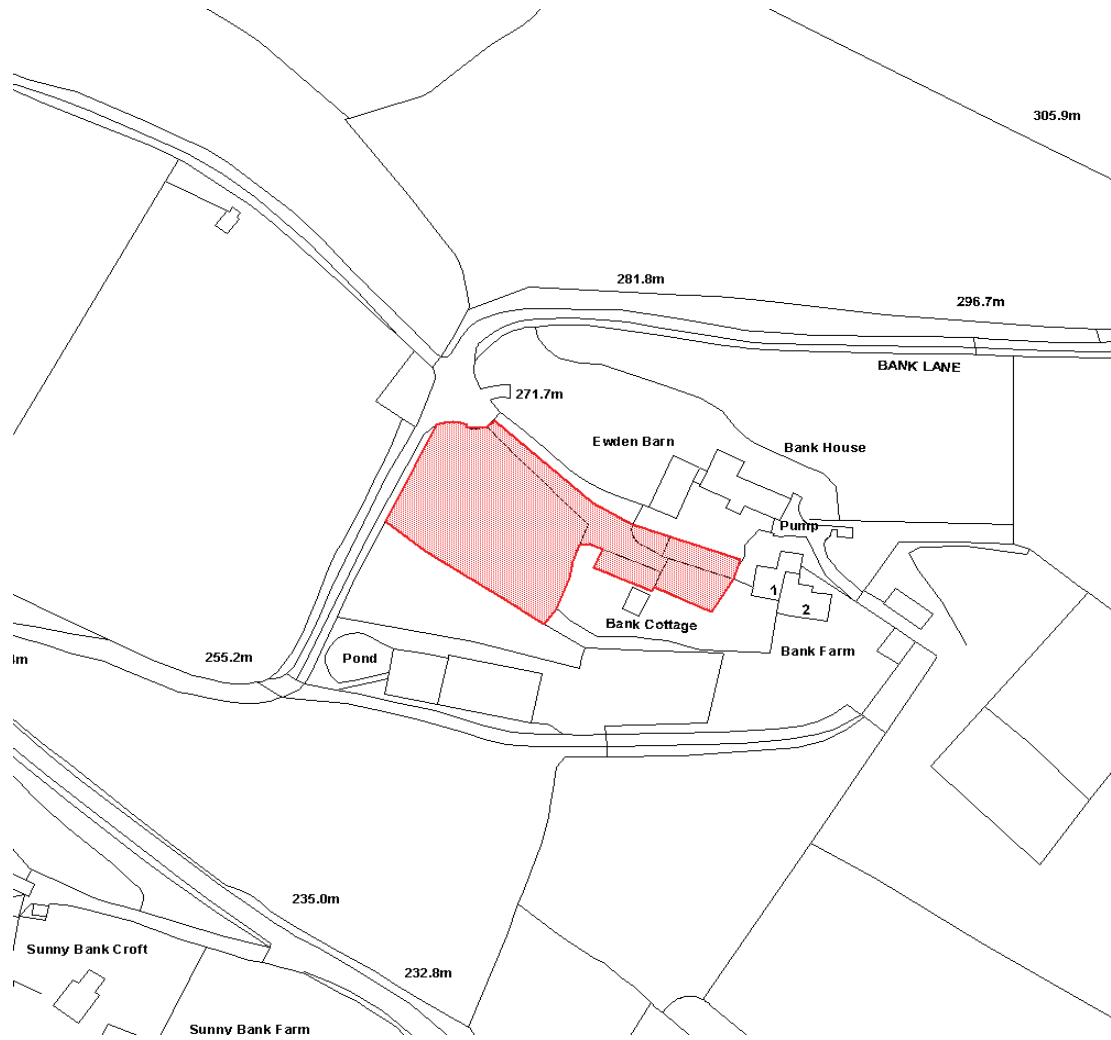 305.9m
281.8m
296.7m
BANK LANE
271.7m
Ewden Barn
Bank House
Pump
1
2
Bank Cottage
Bank Farm
255.2m
Pond
235.0m
Sunny Bank Croft
232.8m
Sunny Bank Farm